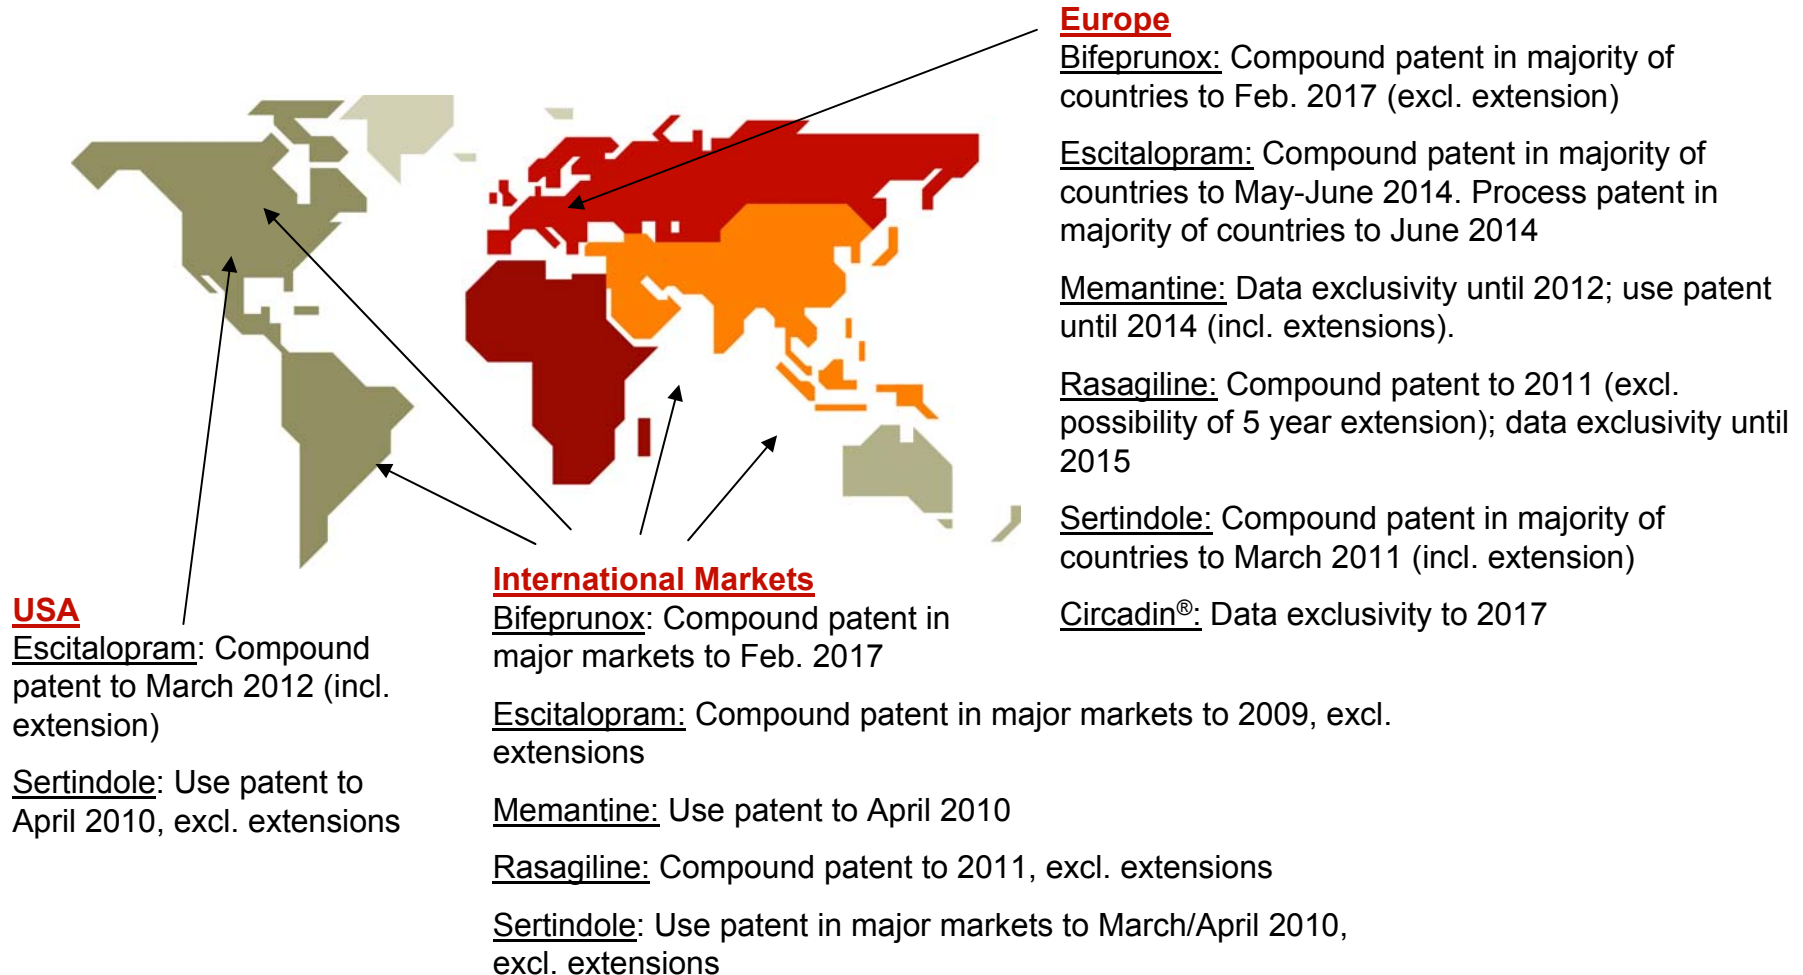 Europe
Bifeprunox: Compound patent in majority of
countries to Feb. 2017 (excl. extension)
Escitalopram: Compound patent in majority of
countries to May-June 2014. Process patent in
majority of countries to June 2014
Memantine: Data exclusivity until 2012; use patent
until 2014 (incl. extensions).
Rasagiline: Compound patent to 2011 (excl.
possibility of 5 year extension); data exclusivity until
2015
Sertindole: Compound patent in majority of
countries to March 2011 (incl. extension)
Circadin®: Data exclusivity to 2017
USA
Escitalopram: Compound
patent to March 2012 (incl.
extension)
Sertindole: Use patent to
April 2010, excl. extensions
International Markets
Bifeprunox: Compound patent in
major markets to Feb. 2017
Escitalopram: Compound patent in major markets to 2009, excl.
extensions
Memantine: Use patent to April 2010
Rasagiline: Compound patent to 2011, excl. extensions
Sertindole: Use patent in major markets to March/April 2010,
excl. extensions